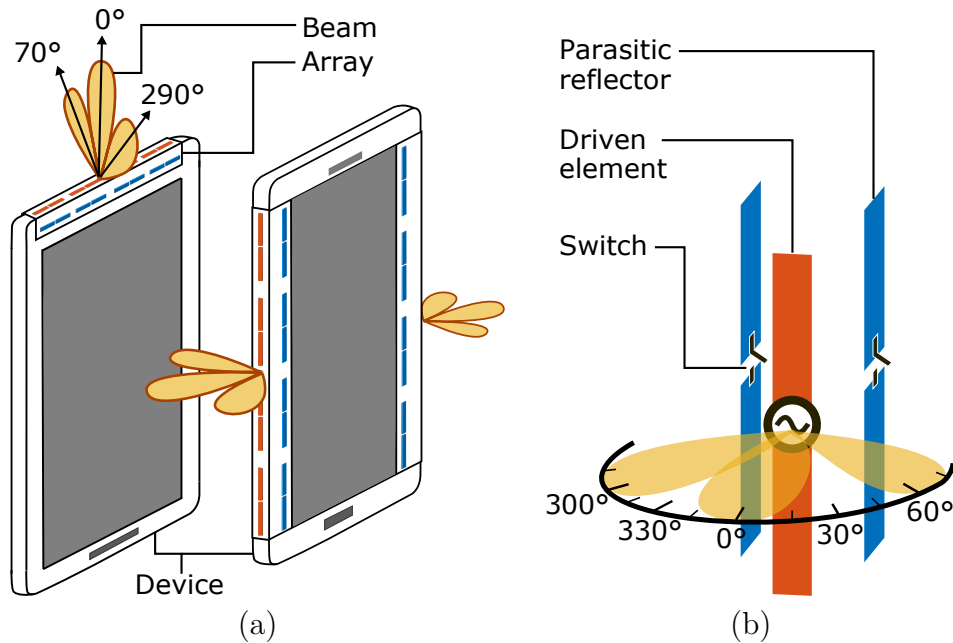 0°
70°
290°
Beam
Array
Device
(a)
Parasitic
reflector
Driven
element
Switch
300°
330°
0°
30°
60°
(b)